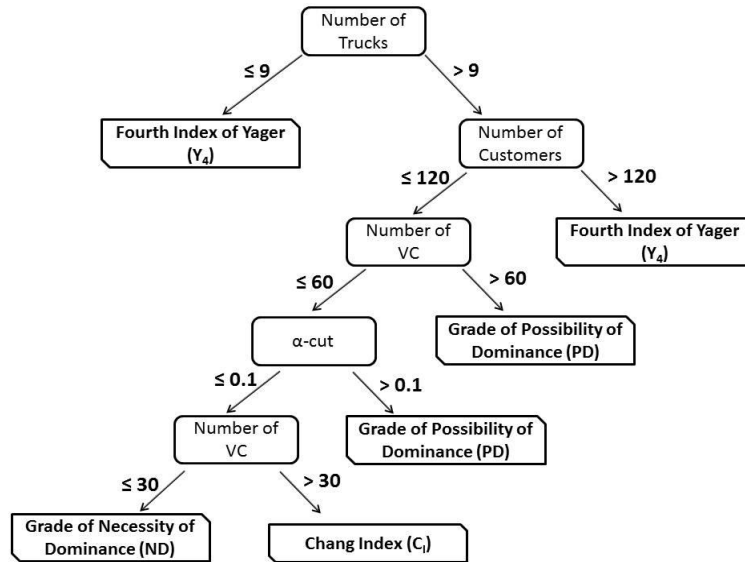 Number of
Trucks
≤ 9
> 9
Fourth Index of Yager
(Y₄)
Number of
Customers
≤ 120
> 120
Number of
VC
Fourth Index of Yager
(Y₄)
≤ 60
> 60
α-cut
Grade of Possibility of
Dominance (PD)
≤ 0.1
> 0.1
Number of
VC
Grade of Possibility of
Dominance (PD)
≤ 30
> 30
Grade of Necessity of
Dominance (ND)
Chang Index (Cᵢ)